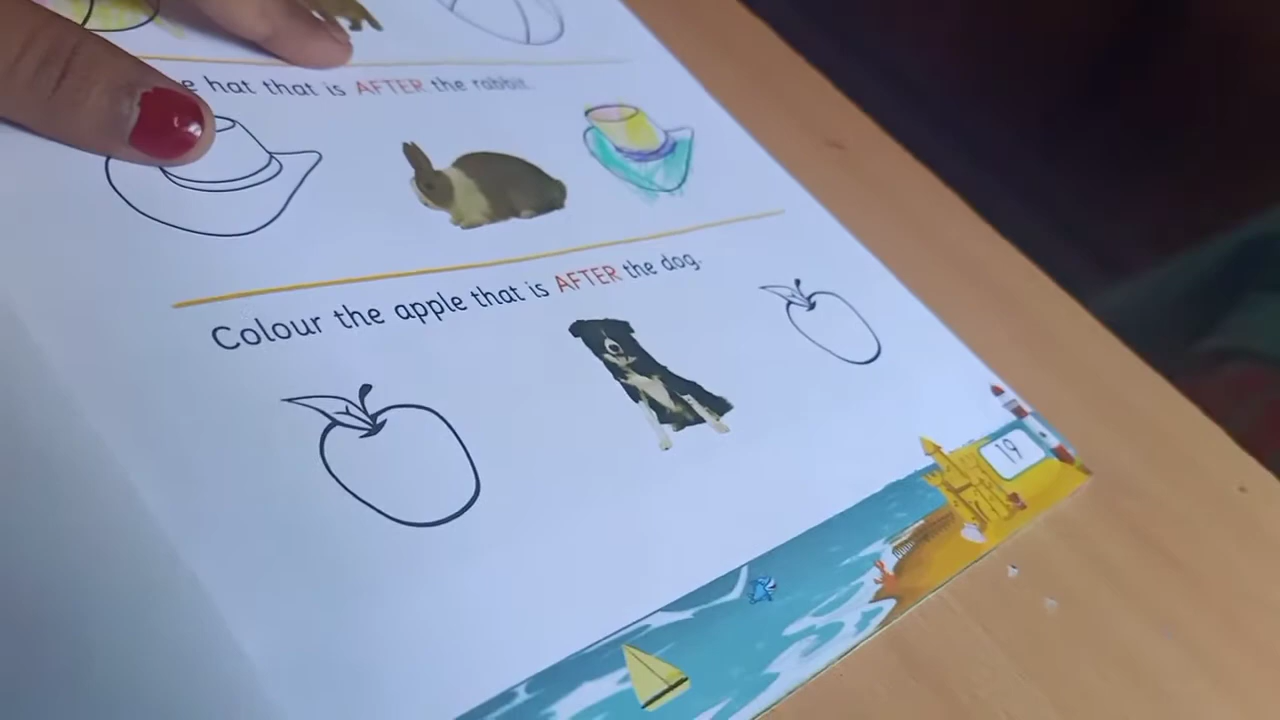 hat that is AFTER the rabbit.
Colour the apple that is AFTER the dog.
19